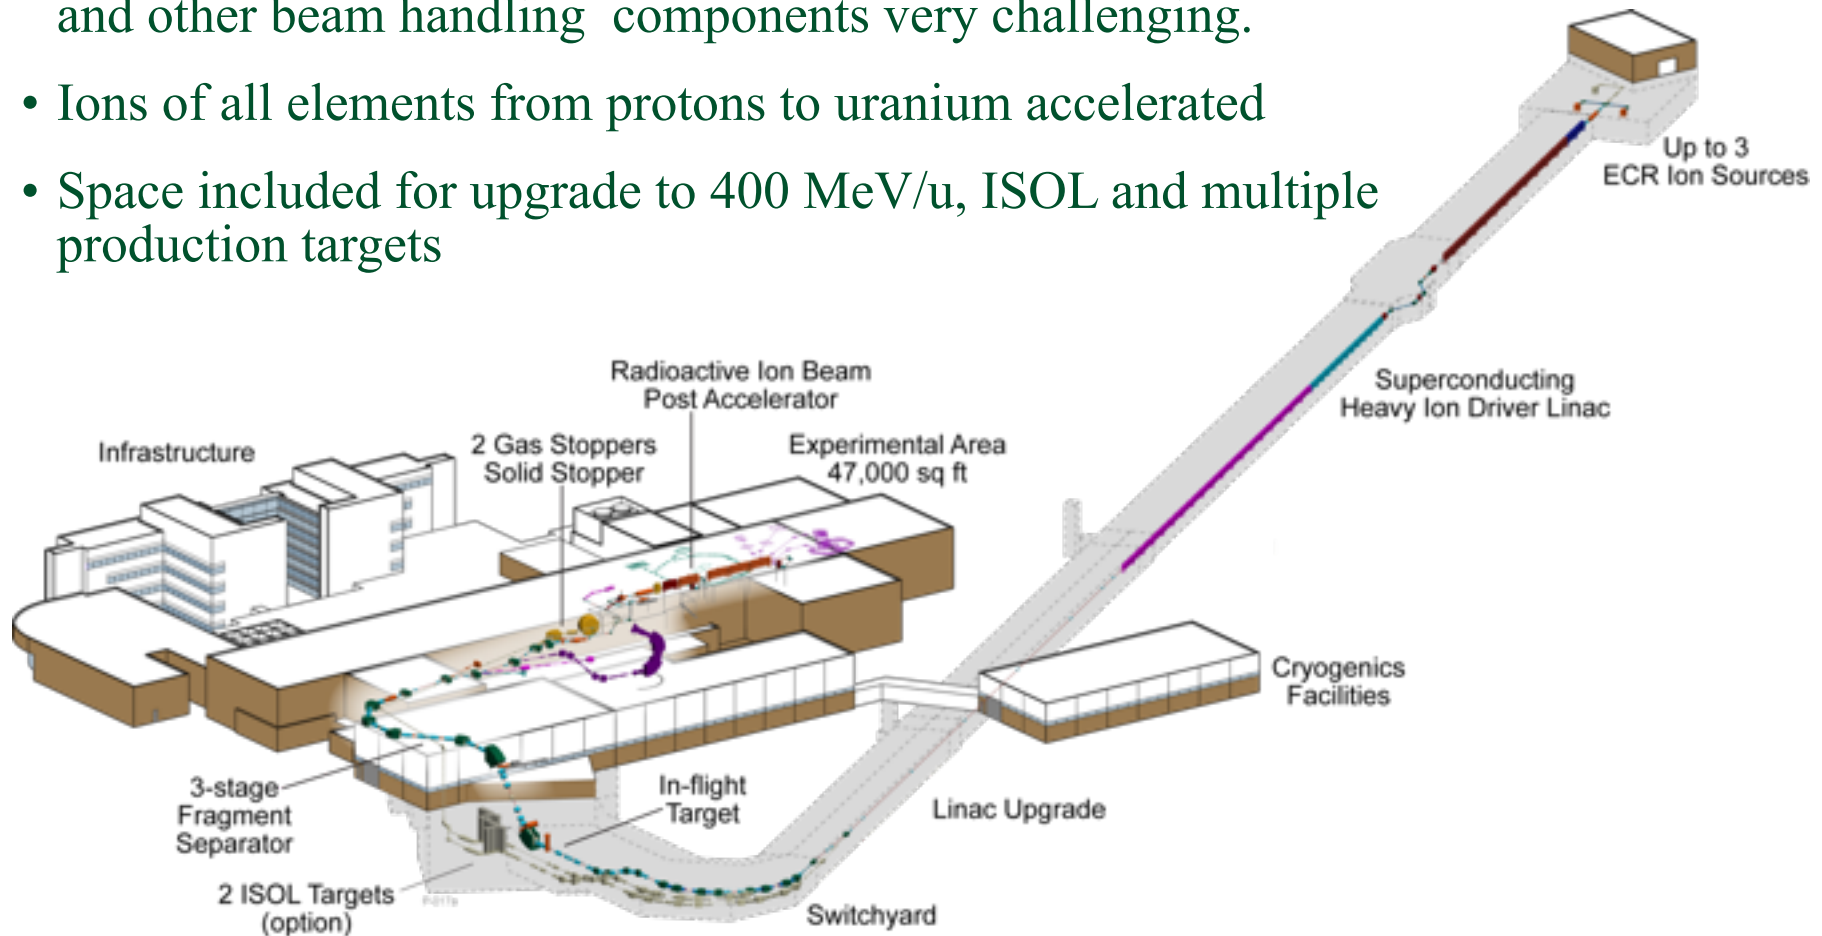 and other beam handling components very challenging.
• Ions of all elements from protons to uranium accelerated
• Space included for upgrade to 400 MeV/u, ISOL and multiple
production targets
Up to 3
ECR Ion Sources
Superconducting
Heavy Ion Driver Linac
Radioactive Ion Beam
Post Accelerator
Infrastructure
2 Gas Stoppers
Solid Stopper
Experimental Area
47,000 sq ft
Cryogenics
Facilities
3-stage
Fragment
Separator
In-flight
Target
Linac Upgrade
2 ISOL Targets
(option)
Switchyard